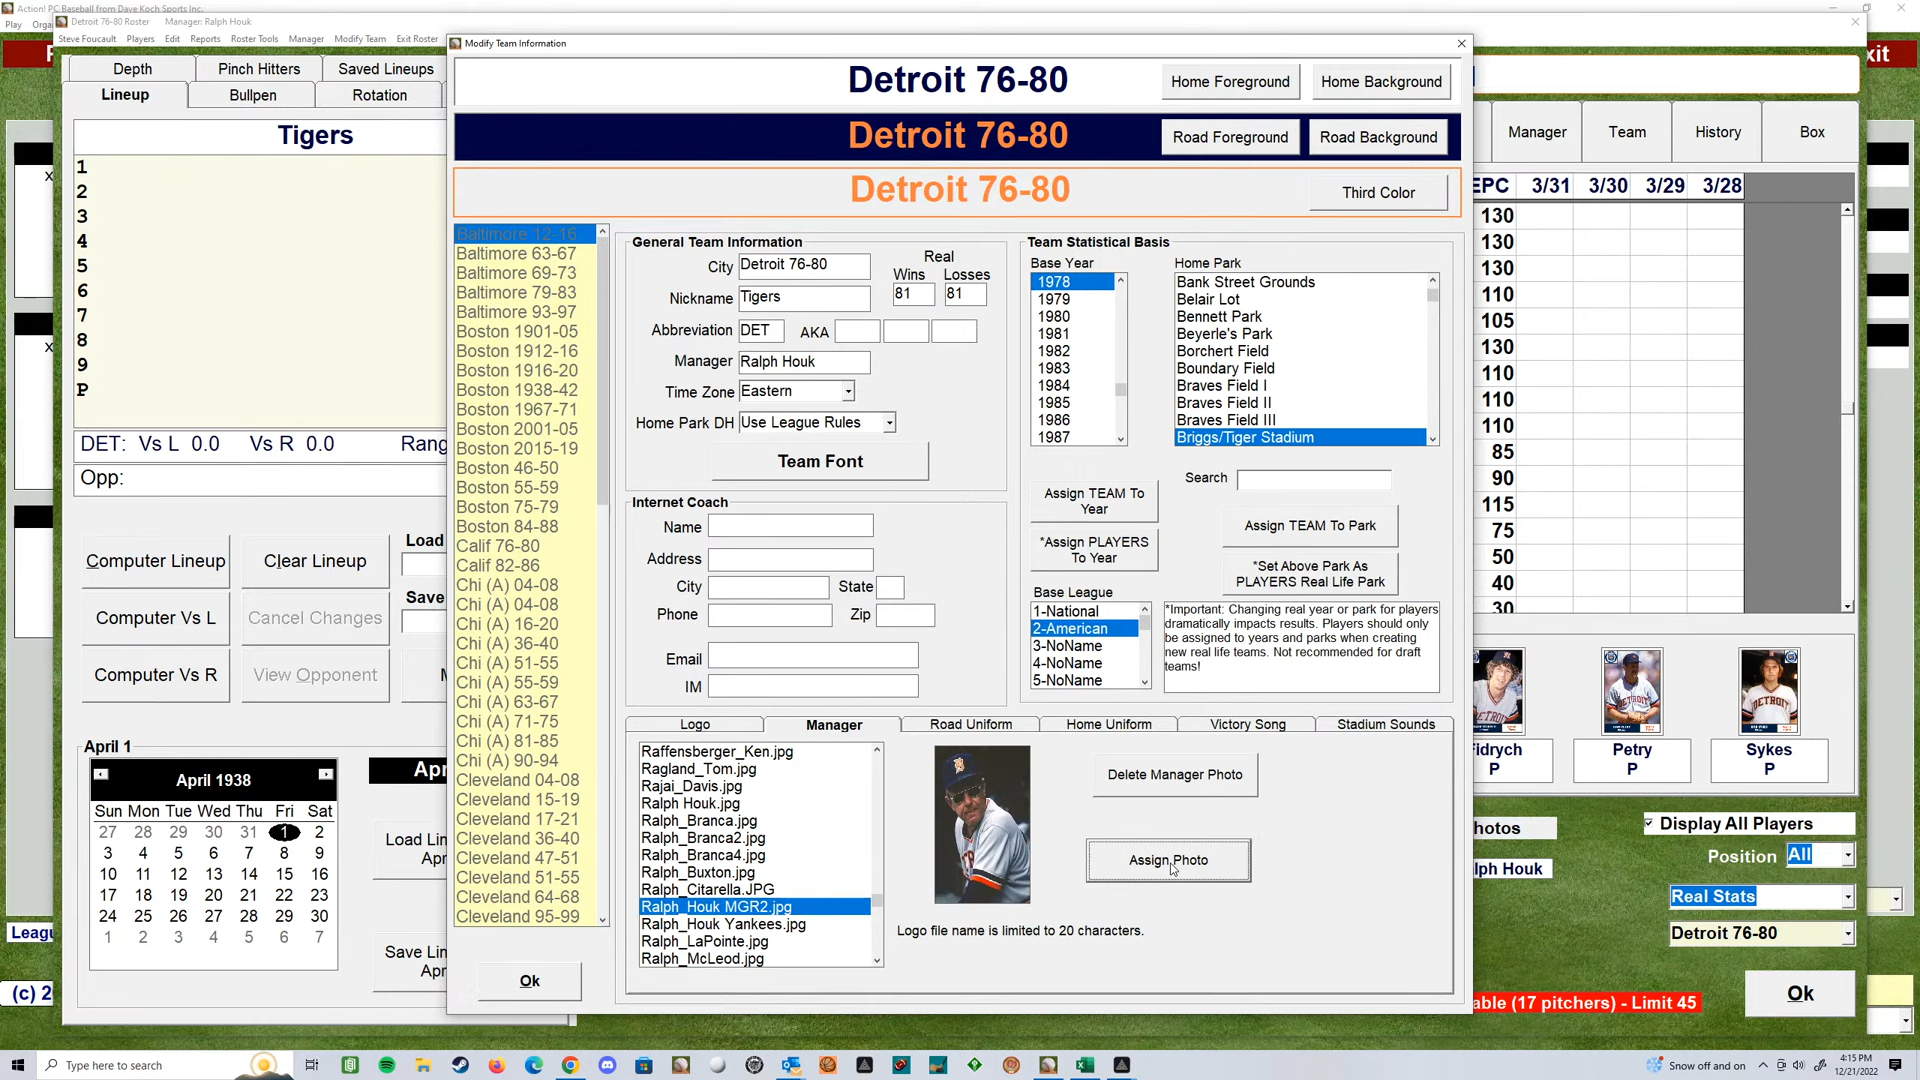 Action! PC Baseball from Dave Koch Sports Inc.
Play
Detroit 76-80 Roster Manager: Ralph Houk
Steve Foucault Players Edit Reports Roster Tools Manager Modify Team Exit Roster
Modify Team Information
Depth Pinch Hitters Saved Lineups
Lineup Bullpen Rotation
Tigers
1
2
3
4
5
6
7
8
9
P
DET: Vs L 0.0 Vs R 0.0
Opp:
Computer Lineup Clear Lineup Load
Computer Vs L Cancel Changes Save
Computer Vs R View Opponent
April 1
April 1938
Sun Mon Tue Wed Thu Fri Sat
27 28 29 30 31 1 2
3 4 5 6 7 8 9
10 11 12 13 14 15 16
17 18 19 20 21 22 23
24 25 26 27 28 29 30
1 2 3 4 5 6 7
Detroit 76-80 Home Foreground Home Background
Detroit 76-80 Road Foreground Road Background
Detroit 76-80 Third Color
Baltimore 12-16
Baltimore 63-67
Baltimore 69-73
Baltimore 79-83
Baltimore 93-97
Boston 1901-05
Boston 1912-16
Boston 1916-20
Boston 1938-42
Boston 1967-71
Boston 2001-05
Boston 2015-19
Boston 46-50
Boston 55-59
Boston 75-79
Boston 84-88
Calif 76-80
Calif 82-86
Chi (A) 04-08
Chi (A) 04-08
Chi (A) 16-20
Chi (A) 36-40
Chi (A) 51-55
Chi (A) 55-59
Chi (A) 63-67
Chi (A) 71-75
Chi (A) 81-85
Chi (A) 90-94
Cleveland 04-08
Cleveland 15-19
Cleveland 17-21
Cleveland 36-40
Cleveland 47-51
Cleveland 51-55
Cleveland 64-68
Cleveland 95-99
Ok
General Team Information
City Detroit 76-80
Nickname Tigers
Real
Wins Losses
81 81
Abbreviation DET AKA
Manager Ralph Houk
Time Zone Eastern
Home Park DH Use League Rules
Team Font
Internet Coach
Name
Address
City State
Phone Zip
Email
IM
Team Statistical Basis
Base Year
1978
1979
1980
1981
1982
1983
1984
1985
1986
1987
Home Park
Bank Street Grounds
Belair Lot
Bennett Park
Beyerle's Park
Borchert Field
Boundary Field
Braves Field I
Braves Field II
Braves Field III
Briggs/Tiger Stadium
Search
Assign TEAM To Year
Assign TEAM To Park
*Assign PLAYERS To Year
*Set Above Park As PLAYERS Real Life Park
Base League
1-National
2-American
3-NoName
4-NoName
5-NoName
*Important: Changing real year or park for players
dramatically impacts results. Players should only
be assigned to years and parks when creating
new real life teams. Not recommended for draft
teams!
Logo Manager Road Uniform Home Uniform Victory Song Stadium Sounds
Raffensberger_Ken.jpg
Ragland_Tom.jpg
Rajai_Davis.jpg
Ralph Houk.jpg
Ralph_Branca.jpg
Ralph_Branca2.jpg
Ralph_Branca4.jpg
Ralph_Buxton.jpg
Ralph_Citarella.JPG
Ralph_Houk MGR2.jpg
Ralph_Houk Yankees.jpg
Ralph_LaPointe.jpg
Ralph_McLeod.jpg
Delete Manager Photo
Assign Photo
Logo file name is limited to 20 characters.
Manager Team History Box
EPC 3/31 3/30 3/29 3/28
130
130
130
110
105
130
110
110
110
85
90
115
75
50
40
30
Fidrych P
Petry P
Sykes P
Display All Players
Position All
Real Stats
Detroit 76-80
Ok
(17 pitchers) - Limit 45
Type here to search
Snow off and on
4:15 PM
12/21/2022